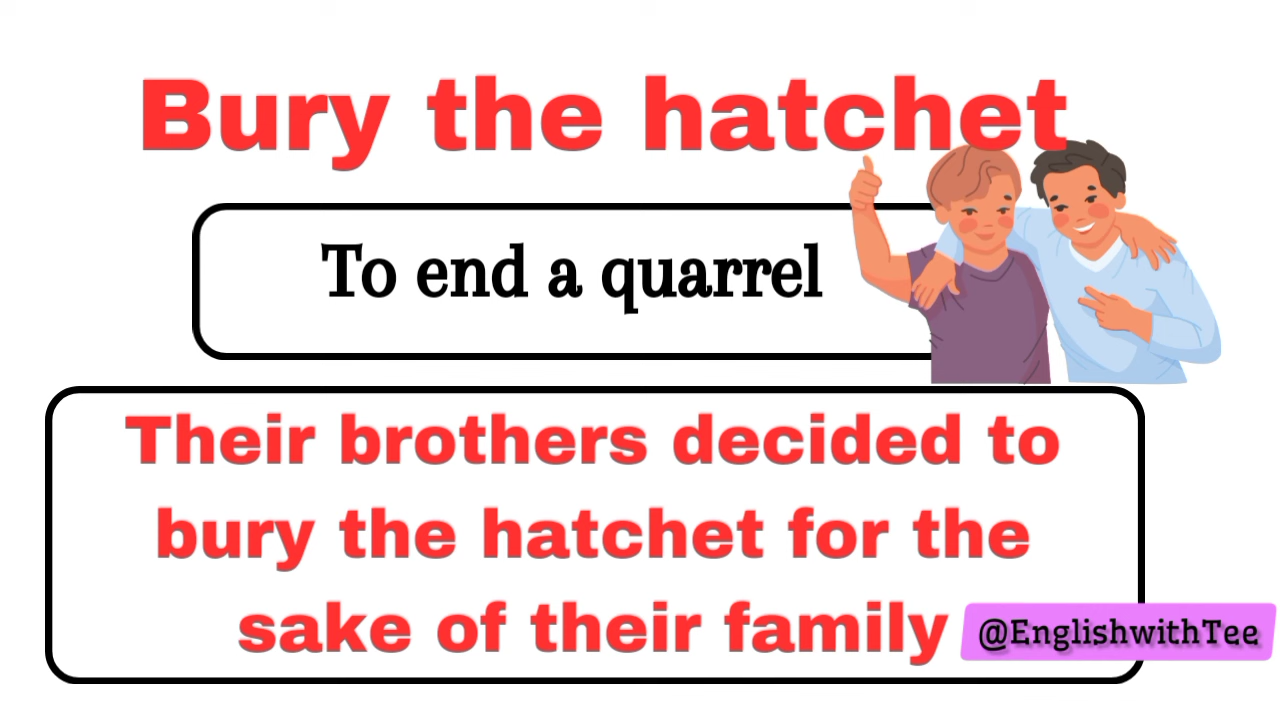 Bury the hatchet
To end a quarrel
Their brothers decided to
bury the hatchet for the
sake of their family
@EnglishwithTee